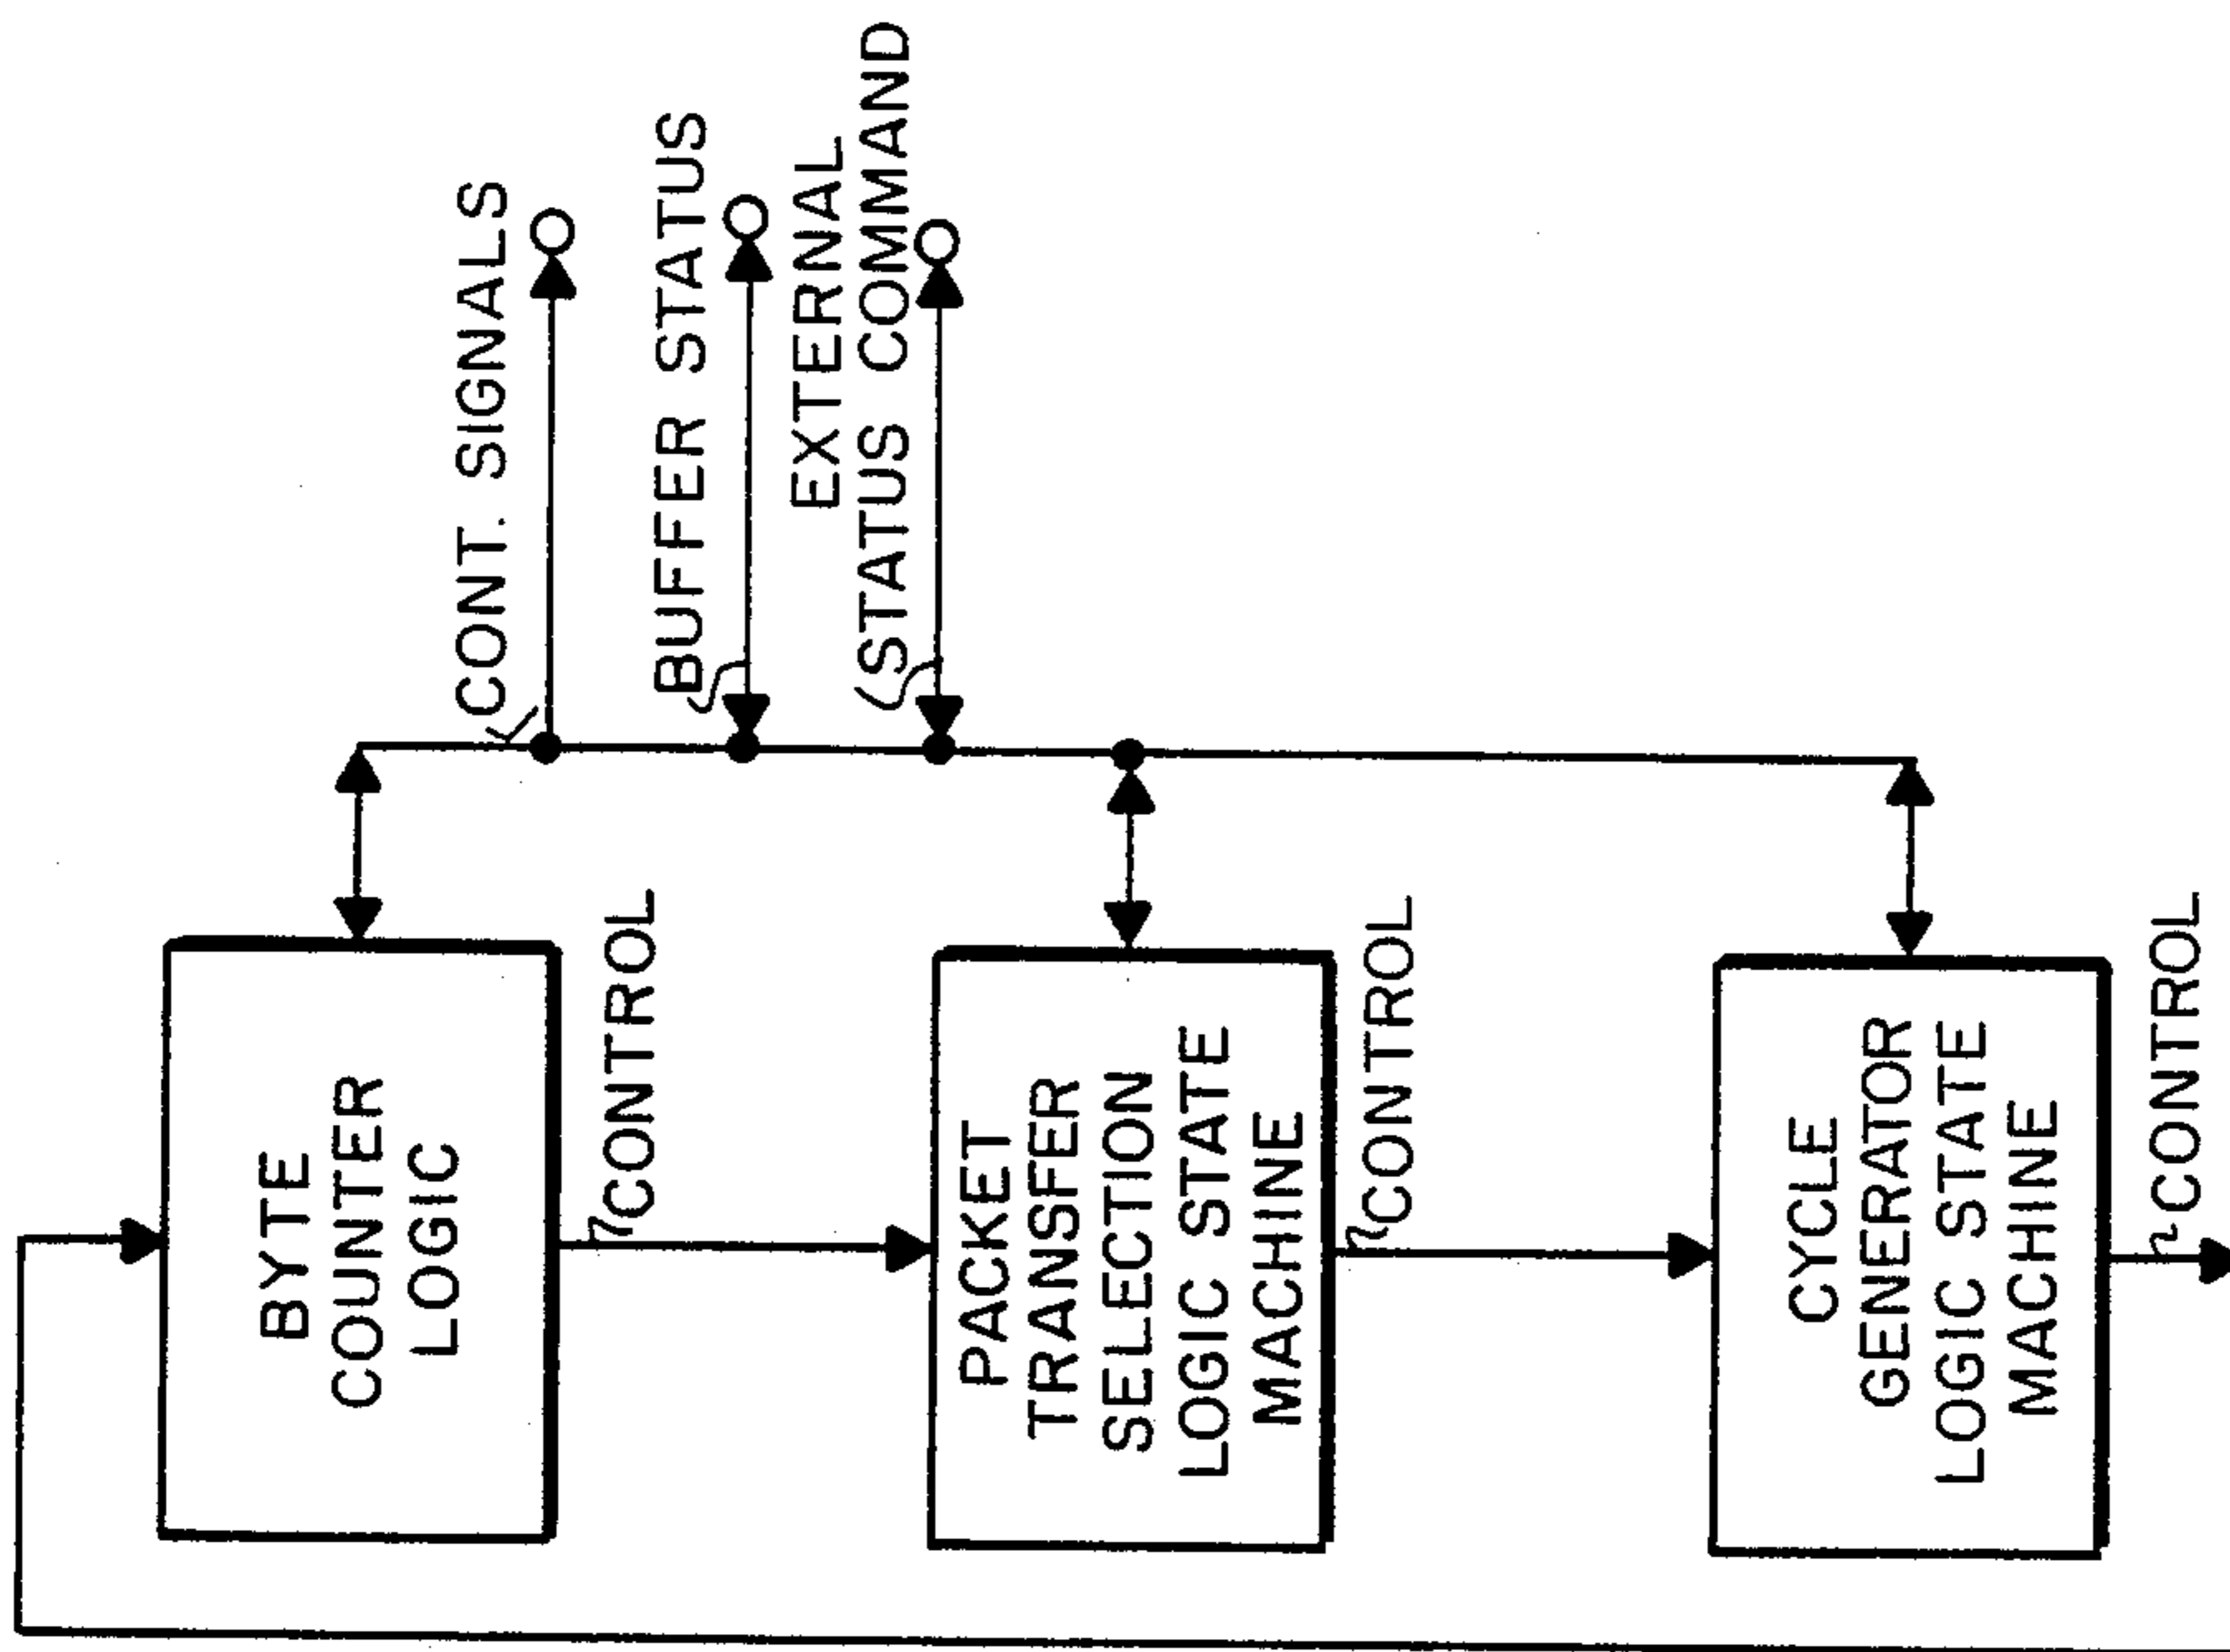 CONT. SIGNALS
BUFFER STATUS
EXTERNAL
STATUS COMMAND
BYTE
COUNTER
LOGIC
CONTROL
PACKET
TRANSFER
SELECTION
LOGIC STATE
MACHINE
CONTROL
CYCLE
GENERATOR
LOGIC STATE
MACHINE
CONTROL